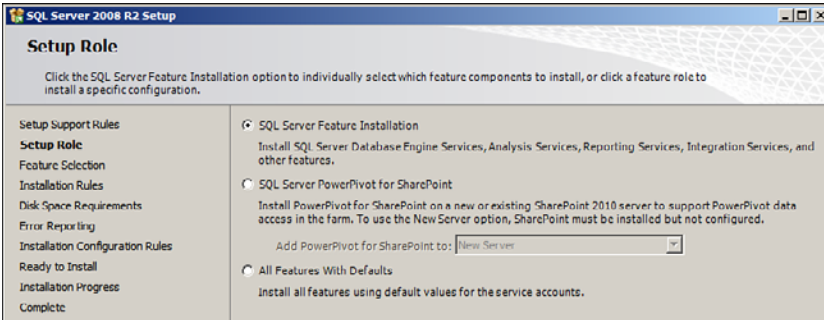 SQL Server 2008 R2 Setup
Setup Role
Click the SQL Server Feature Installation option to individually select which feature components to install, or click a feature role to
install a specific configuration.
Setup Support Rules
Setup Role
Feature Selection
Installation Rules
Disk Space Requirements
Error Reporting
Installation Configuration Rules
Ready to Install
Installation Progress
Complete
SQL Server Feature Installation
Install SQL Server Database Engine Services, Analysis Services, Reporting Services, Integration Services, and
other features.
SQL Server PowerPivot for SharePoint
Install PowerPivot for SharePoint on a new or existing SharePoint 2010 server to support PowerPivot data
access in the farm. To use the New Server option, SharePoint must be installed but not configured.
Add PowerPivot for SharePoint to: New Server
All Features With Defaults
Install all features using default values for the service accounts.